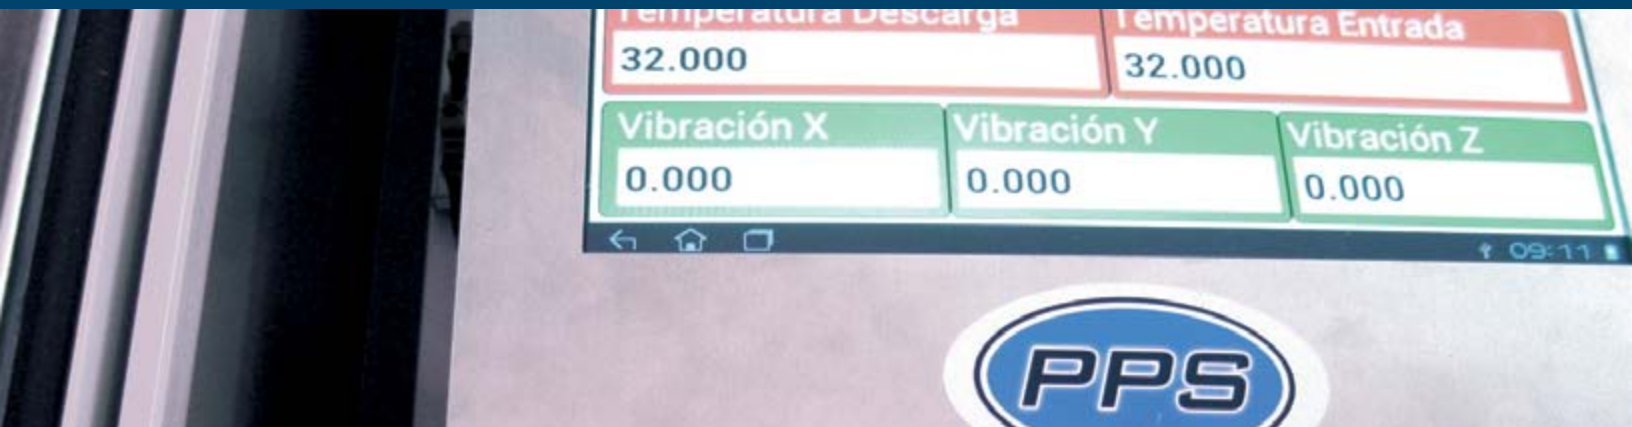 Temperatura Descarga
Temperatura Entrada
32.000
32.000
Vibración X
Vibración Y
Vibración Z
0.000
0.000
0.000
09:11
PPS